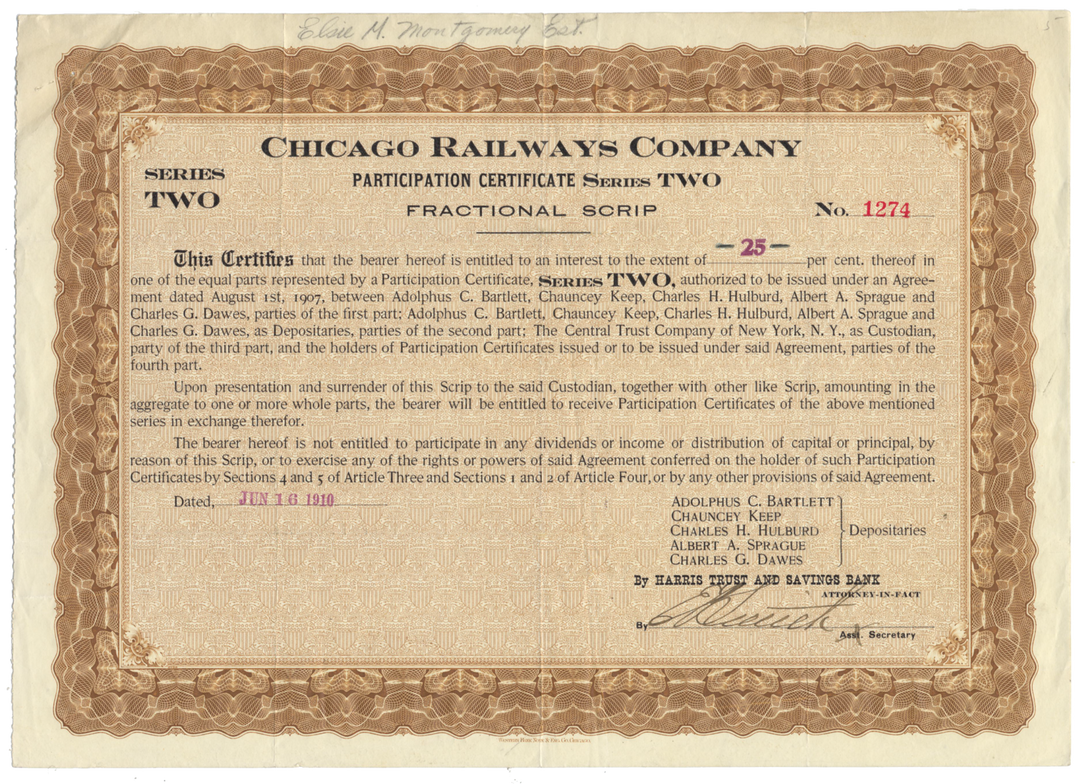 Elsie M. Montgomery Est.
5
CHICAGO RAILWAYS COMPANY
SERIES TWO
PARTICIPATION CERTIFICATE SERIES TWO
FRACTIONAL SCRIP
No. 1274
This Certifies that the bearer hereof is entitled to an interest to the extent of — 25 — per cent. thereof in
one of the equal parts represented by a Participation Certificate, SERIES TWO, authorized to be issued under an Agree-
ment dated August 1st, 1907, between Adolphus C. Bartlett, Chauncey Keep, Charles H. Hulburd, Albert A. Sprague and
Charles G. Dawes, parties of the first part: Adolphus C. Bartlett, Chauncey Keep, Charles H. Hulburd, Albert A. Sprague and
Charles G. Dawes, as Depositaries, parties of the second part; The Central Trust Company of New York, N. Y., as Custodian,
party of the third part, and the holders of Participation Certificates issued or to be issued under said Agreement, parties of the
fourth part.
Upon presentation and surrender of this Scrip to the said Custodian, together with other like Scrip, amounting in the
aggregate to one or more whole parts, the bearer will be entitled to receive Participation Certificates of the above mentioned
series in exchange therefor.
The bearer hereof is not entitled to participate in any dividends or income or distribution of capital or principal, by
reason of this Scrip, or to exercise any of the rights or powers of said Agreement conferred on the holder of such Participation
Certificates by Sections 4 and 5 of Article Three and Sections 1 and 2 of Article Four, or by any other provisions of said Agreement.
Dated, JUN 16 1910
ADOLPHUS C. BARTLETT
CHAUNCEY KEEP
CHARLES H. HULBURD
ALBERT A. SPRAGUE
CHARLES G. DAWES
Depositaries
By HARRIS TRUST AND SAVINGS BANK
ATTORNEY-IN-FACT
By
Asst. Secretary